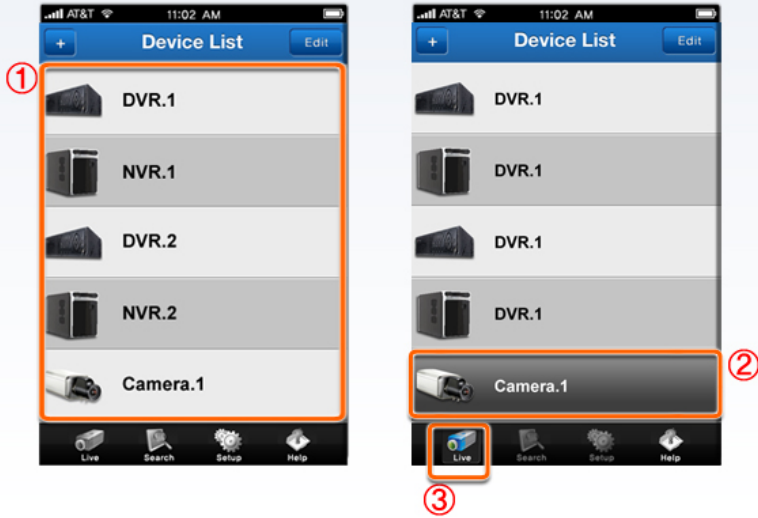 AT&T 11:02 AM
+ Device List Edit
①
DVR.1
NVR.1
DVR.2
NVR.2
Camera.1
Live Search Setup Help
AT&T 11:02 AM
+ Device List Edit
DVR.1
DVR.1
DVR.1
DVR.1
Camera.1
②
Live Search Setup Help
③